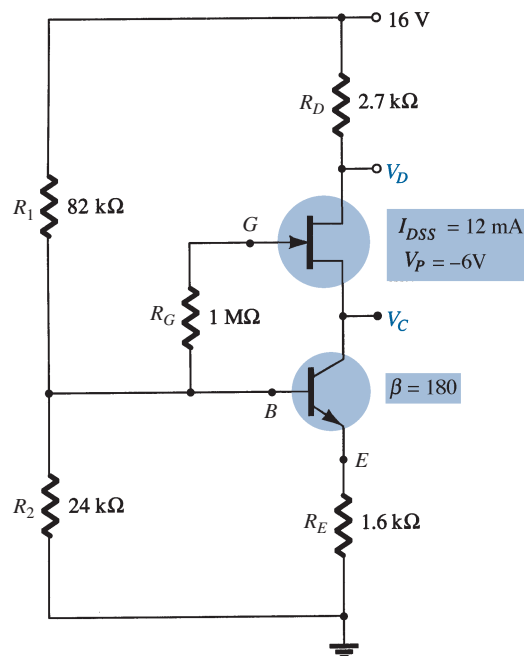 16 V
R_D 2.7 kΩ
V_D
R_1 82 kΩ
G
I_DSS = 12 mA
V_P = –6V
R_G 1 MΩ
V_C
β = 180
B
E
R_2 24 kΩ
R_E 1.6 kΩ